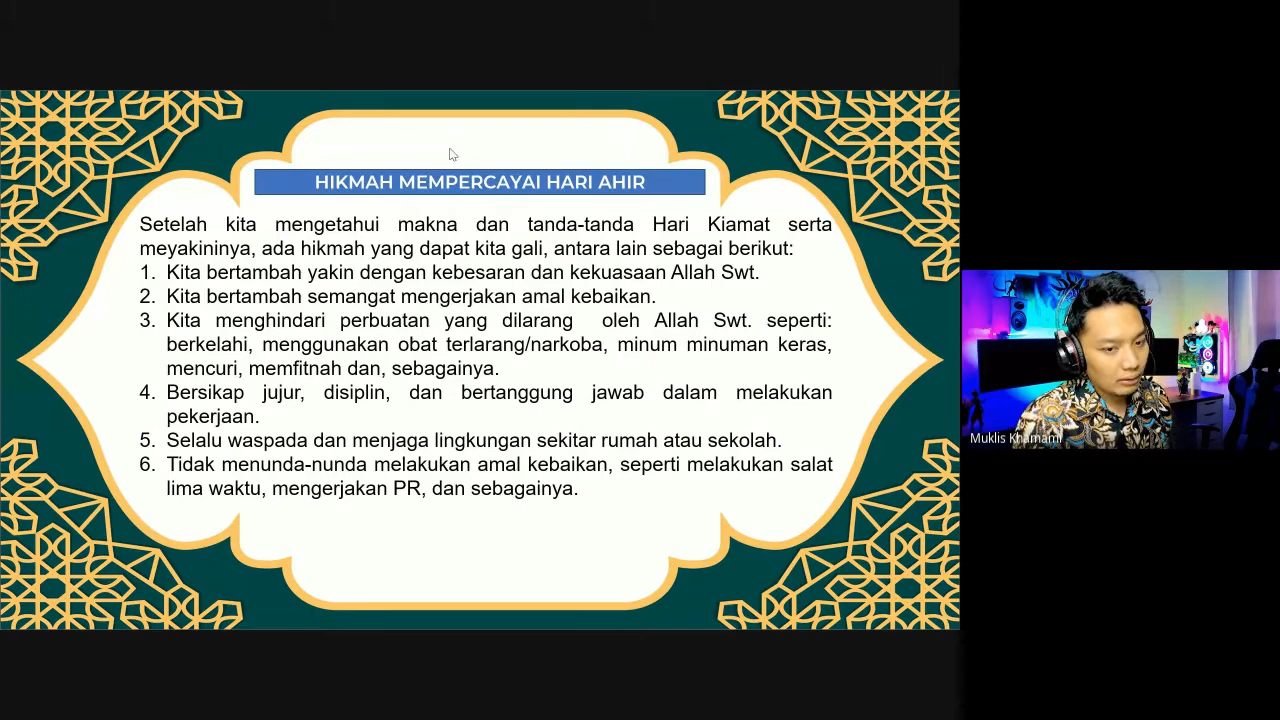 HIKMAH MEMPERCAYAI HARI AHIR
Setelah kita mengetahui makna dan tanda-tanda Hari Kiamat serta
meyakininya, ada hikmah yang dapat kita gali, antara lain sebagai berikut:
1. Kita bertambah yakin dengan kebesaran dan kekuasaan Allah Swt.
2. Kita bertambah semangat mengerjakan amal kebaikan.
3. Kita menghindari perbuatan yang dilarang oleh Allah Swt. seperti:
berkelahi, menggunakan obat terlarang/narkoba, minum minuman keras,
mencuri, memfitnah dan, sebagainya.
4. Bersikap jujur, disiplin, dan bertanggung jawab dalam melakukan
pekerjaan.
5. Selalu waspada dan menjaga lingkungan sekitar rumah atau sekolah.
6. Tidak menunda-nunda melakukan amal kebaikan, seperti melakukan salat
lima waktu, mengerjakan PR, dan sebagainya.
Muklis Khamami